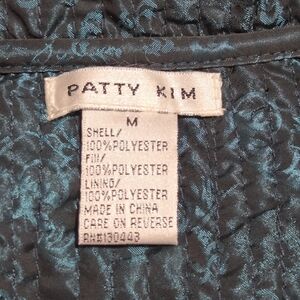 PATTY KIM
M
SHELL/
100%POLYESTER
FILL/
100%POLYESTER
LINING/
100%POLYESTER
MADE IN CHINA
CARE ON REVERSE
RN#130443